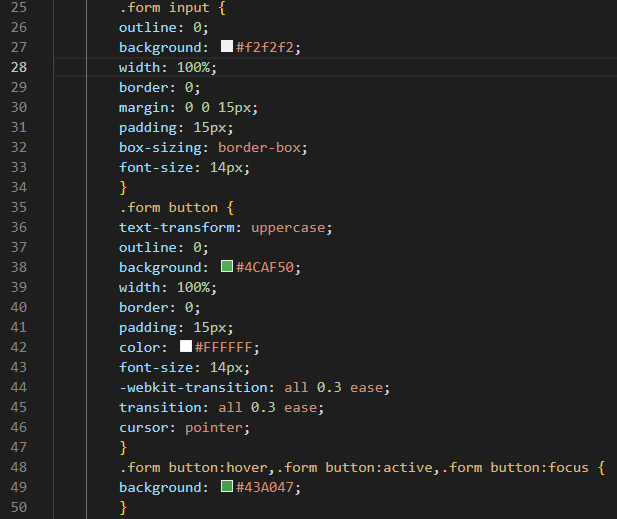 25 .form input {
26 outline: 0;
27 background: #f2f2f2;
28 width: 100%;
29 border: 0;
30 margin: 0 0 15px;
31 padding: 15px;
32 box-sizing: border-box;
33 font-size: 14px;
34 }
35 .form button {
36 text-transform: uppercase;
37 outline: 0;
38 background: #4CAF50;
39 width: 100%;
40 border: 0;
41 padding: 15px;
42 color: #FFFFFF;
43 font-size: 14px;
44 -webkit-transition: all 0.3 ease;
45 transition: all 0.3 ease;
46 cursor: pointer;
47 }
48 .form button:hover,.form button:active,.form button:focus {
49 background: #43A047;
50 }